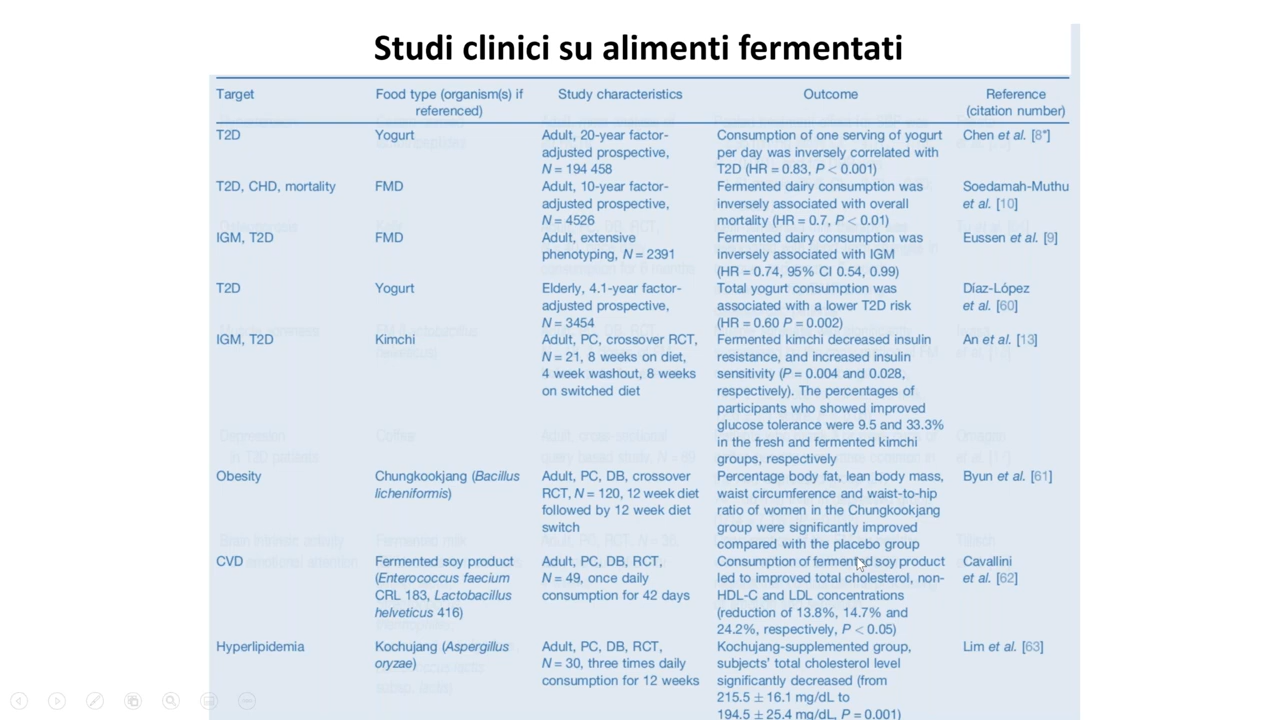 Studi clinici su alimenti fermentati
Target Food type (organism(s) if referenced) Study characteristics Outcome Reference (citation number)
T2D Yogurt Adult, 20-year factor- Consumption of one serving of yogurt Chen et al. [8*]
adjusted prospective, per day was inversely correlated with
N = 194 458 T2D (HR = 0.83, P < 0.001)
T2D, CHD, mortality FMD Adult, 10-year factor- Fermented dairy consumption was Soedamah-Muthu
adjusted prospective, inversely associated with overall et al. [10]
N = 4526 mortality (HR = 0.7, P < 0.01)
IGM, T2D FMD Adult, extensive Fermented dairy consumption was Eussen et al. [9]
phenotyping, N = 2391 inversely associated with IGM
(HR = 0.74, 95% CI 0.54, 0.99)
T2D Yogurt Elderly, 4.1-year factor- Total yogurt consumption was Díaz-López
adjusted prospective, associated with a lower T2D risk et al. [60]
N = 3454 (HR = 0.60 P = 0.002)
IGM, T2D Kimchi Adult, PC, crossover RCT, Fermented kimchi decreased insulin An et al. [13]
N = 21, 8 weeks on diet, resistance, and increased insulin
4 week washout, 8 weeks sensitivity (P = 0.004 and 0.028,
on switched diet respectively). The percentages of
participants who showed improved
glucose tolerance were 9.5 and 33.3%
in the fresh and fermented kimchi
groups, respectively
Obesity Chungkookjang (Bacillus Adult, PC, DB, crossover Percentage body fat, lean body mass, Byun et al. [61]
licheniformis) RCT, N = 120, 12 week diet waist circumference and waist-to-hip
followed by 12 week diet ratio of women in the Chungkookjang
switch group were significantly improved
compared with the placebo group
CVD Fermented soy product Adult, PC, DB, RCT, Consumption of fermented soy product Cavallini
(Enterococcus faecium N = 49, once daily led to improved total cholesterol, non- et al. [62]
CRL 183, Lactobacillus consumption for 42 days HDL-C and LDL concentrations
helveticus 416) (reduction of 13.8%, 14.7% and
24.2%, respectively, P < 0.05)
Hyperlipidemia Kochujang (Aspergillus Adult, PC, DB, RCT, Kochujang-supplemented group, Lim et al. [63]
oryzae) N = 30, three times daily subjects' total cholesterol level
consumption for 12 weeks significantly decreased (from
215.5 ± 16.1 mg/dL to
194.5 ± 25.4 mg/dL, P = 0.001)